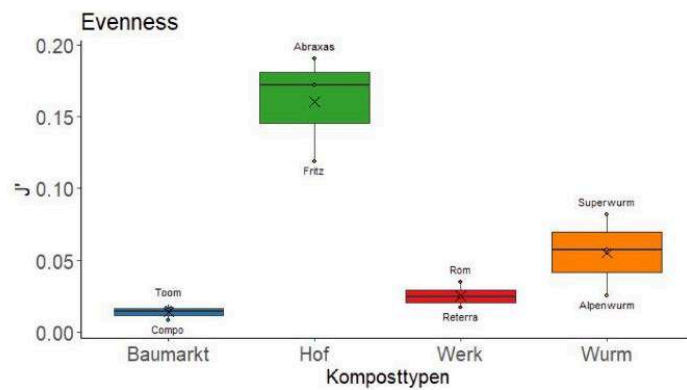 Evenness
0.20
Abraxas
0.15
Fritz
J'
0.10
Superwurm
0.05
Toom
Rom
Alpenwurm
Compo
Reterra
0.00
Baumarkt Hof Werk Wurm
Komposttypen